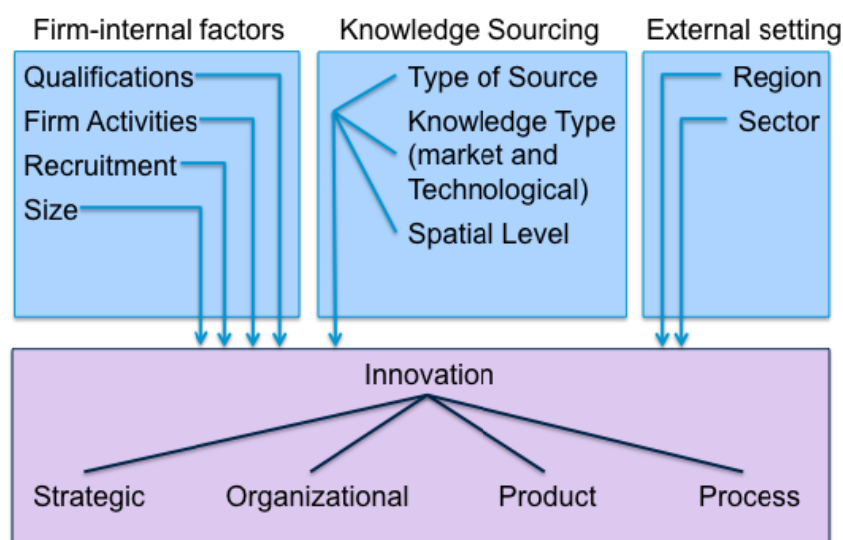 Firm-internal factors
Qualifications
Firm Activities
Recruitment
Size
Knowledge Sourcing
Type of Source
Knowledge Type
(market and
Technological)
Spatial Level
External setting
Region
Sector
Innovation
Strategic
Organizational
Product
Process